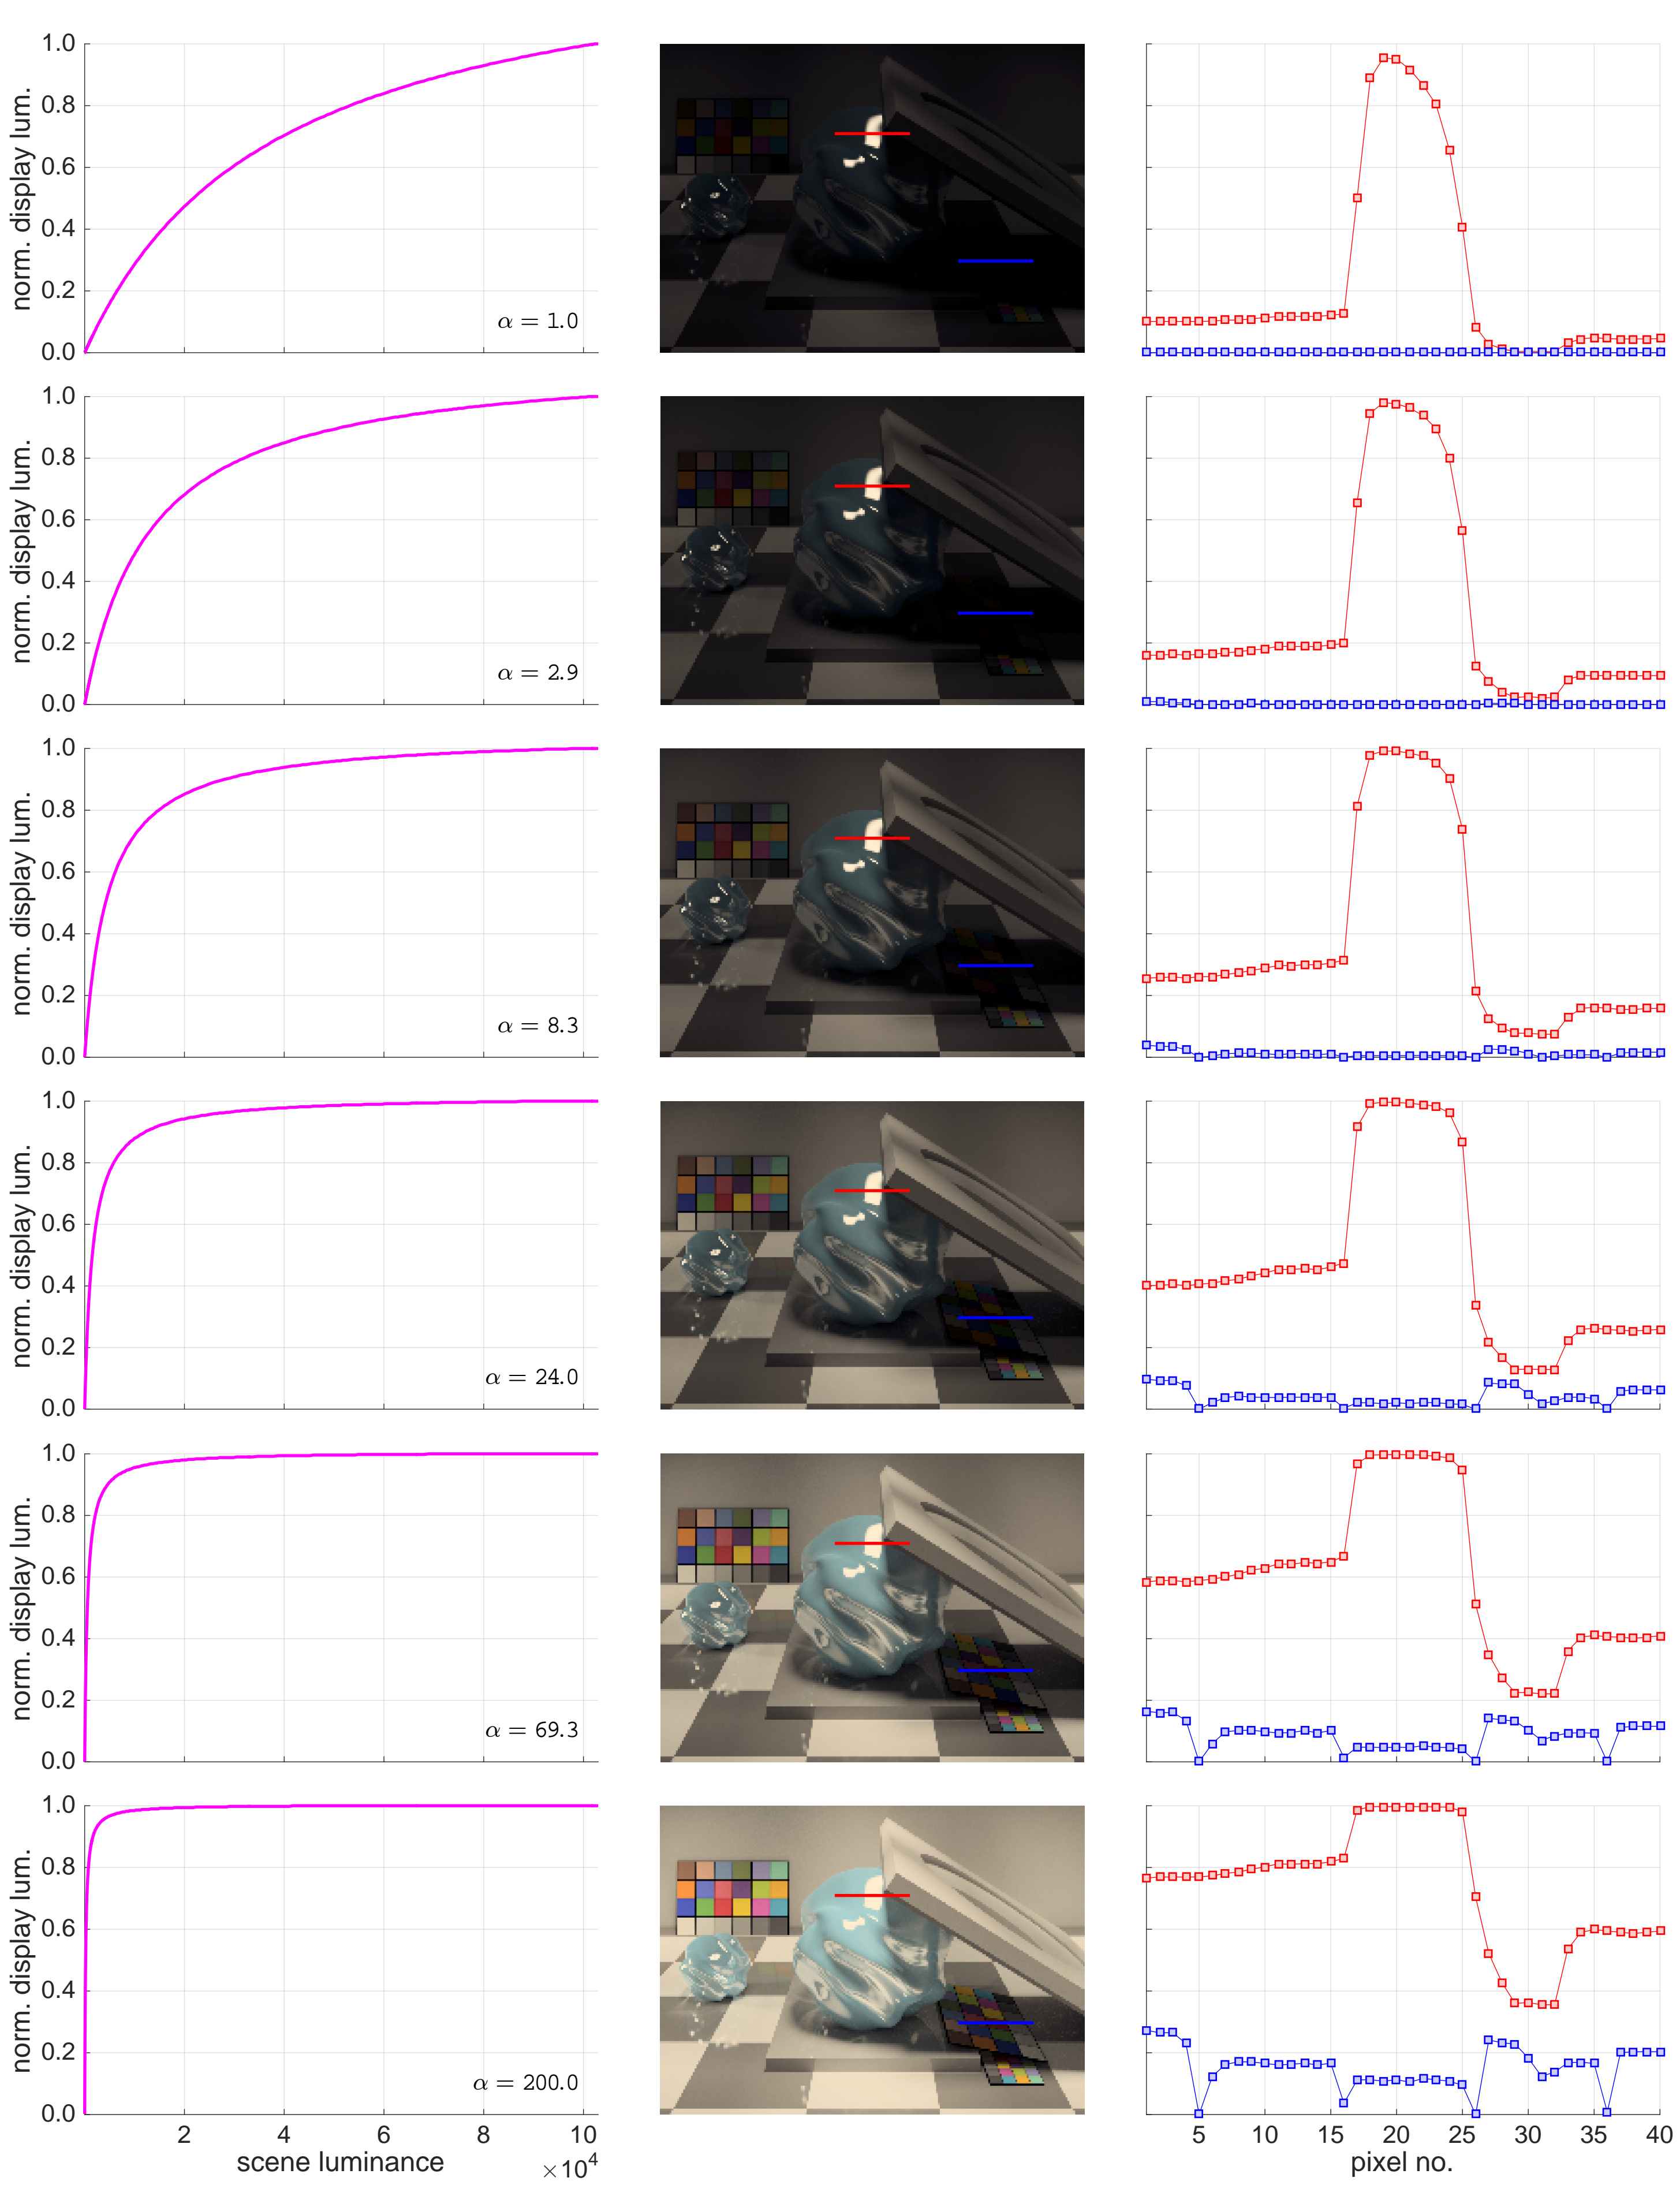 norm. display lum.
1.0
0.8
0.6
0.4
0.2
0.0
α = 1.0
norm. display lum.
1.0
0.8
0.6
0.4
0.2
0.0
α = 2.9
norm. display lum.
1.0
0.8
0.6
0.4
0.2
0.0
α = 8.3
norm. display lum.
1.0
0.8
0.6
0.4
0.2
0.0
α = 24.0
norm. display lum.
1.0
0.8
0.6
0.4
0.2
0.0
α = 69.3
norm. display lum.
1.0
0.8
0.6
0.4
0.2
0.0
α = 200.0
2 4 6 8 10
scene luminance
×10⁴
5 10 15 20 25 30 35 40
pixel no.